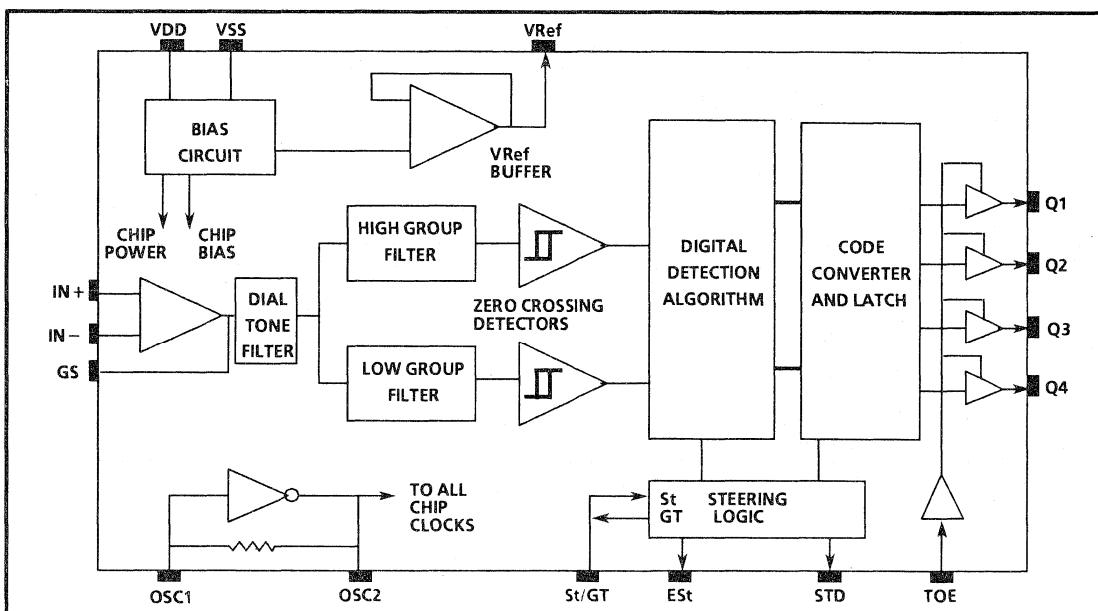 VDD
VSS
VRef
BIAS
CIRCUIT
VRef
BUFFER
CHIP
POWER
CHIP
BIAS
HIGH GROUP
FILTER
DIGITAL
DETECTION
ALGORITHM
CODE
CONVERTER
AND LATCH
Q1
Q2
Q3
Q4
IN+
IN-
GS
DIAL
TONE
FILTER
ZERO CROSSING
DETECTORS
LOW GROUP
FILTER
TO ALL
CHIP
CLOCKS
St STEERING
GT LOGIC
OSC1
OSC2
St/GT
ESt
STD
TOE